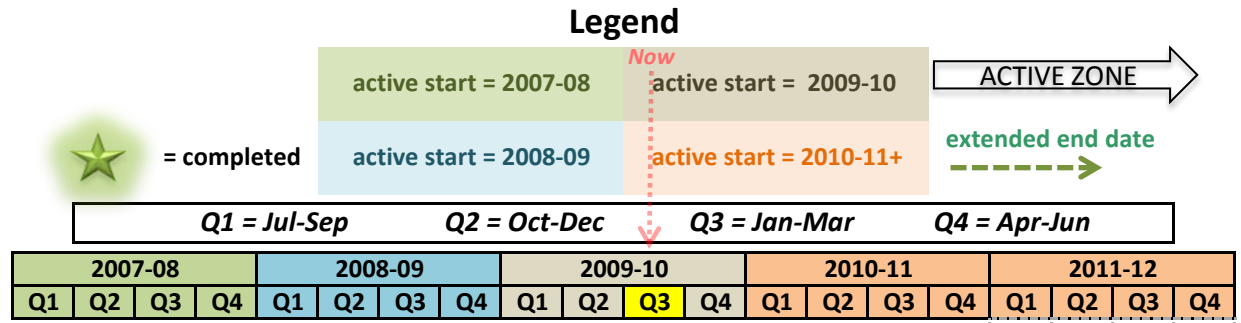 Legend
Now
active start = 2007-08 active start = 2009-10 ACTIVE ZONE
= completed active start = 2008-09 active start = 2010-11+ extended end date
Q1 = Jul-Sep Q2 = Oct-Dec Q3 = Jan-Mar Q4 = Apr-Jun
2007-08 2008-09 2009-10 2010-11 2011-12
Q1 Q2 Q3 Q4 Q1 Q2 Q3 Q4 Q1 Q2 Q3 Q4 Q1 Q2 Q3 Q4 Q1 Q2 Q3 Q4